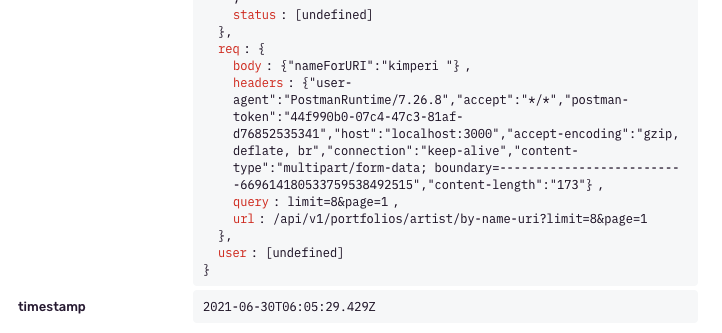 status : [undefined]
},
req : {
body : {"nameForURI":"kimperi "} ,
headers : {"user-
agent":"PostmanRuntime/7.26.8","accept":"*/*","postman-
token":"44f990b0-07c4-47c3-81af-
d76852535341","host":"localhost:3000","accept-encoding":"gzip,
deflate, br","connection":"keep-alive","content-
type":"multipart/form-data; boundary=-------------------------
-669614180533759538492515","content-length":"173"} ,
query : limit=8&page=1 ,
url : /api/v1/portfolios/artist/by-name-uri?limit=8&page=1
},
user : [undefined]
}
timestamp 2021-06-30T06:05:29.429Z